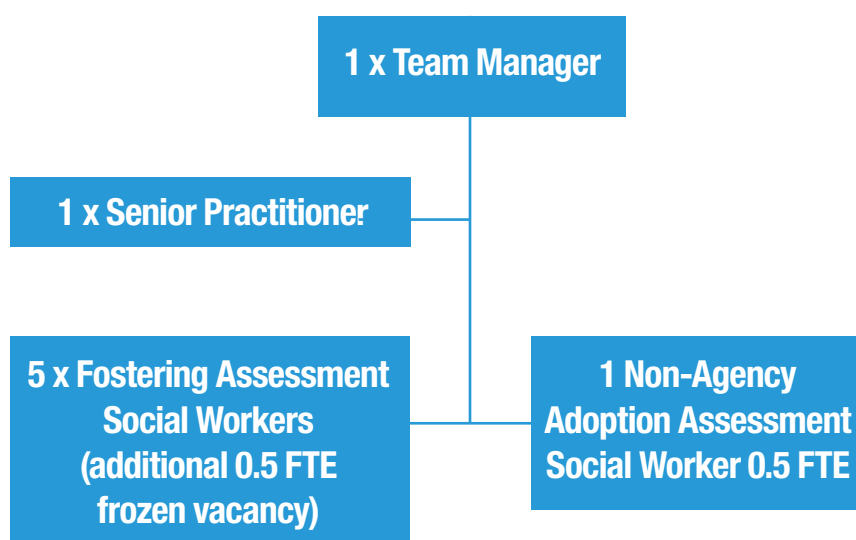 1 x Team Manager
1 x Senior Practitioner
5 x Fostering Assessment
Social Workers
(additional 0.5 FTE
frozen vacancy)
1 Non-Agency
Adoption Assessment
Social Worker 0.5 FTE